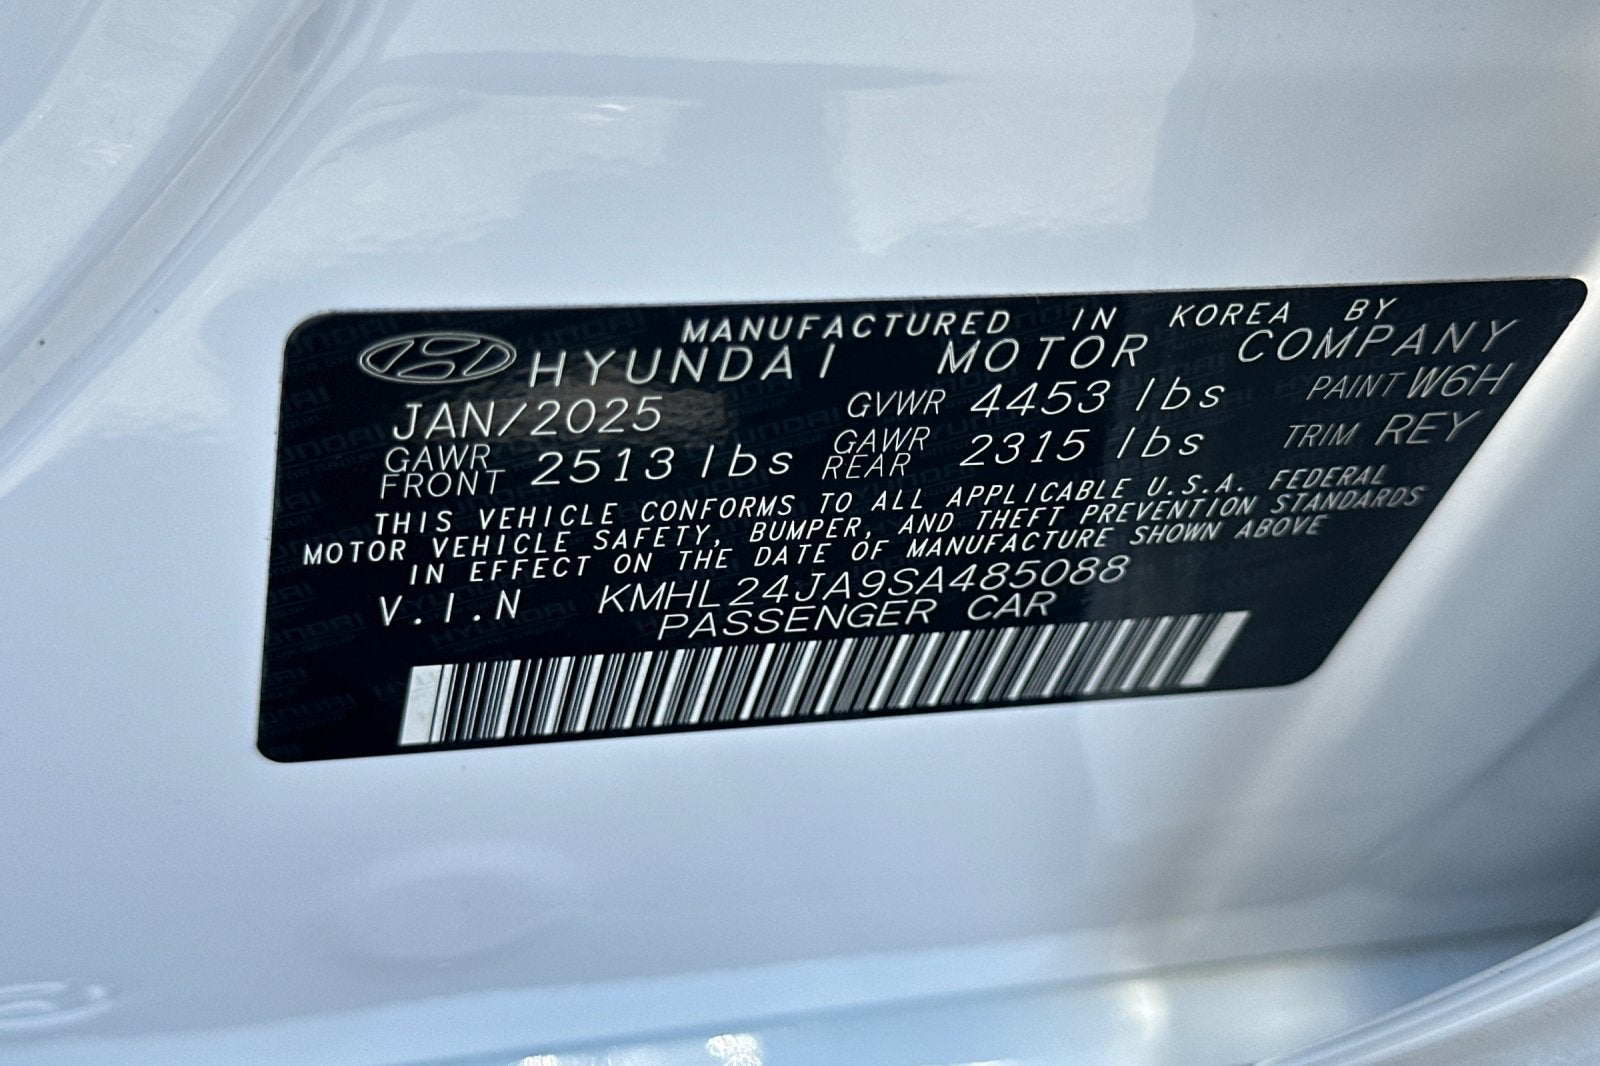 MANUFACTURED IN KOREA BY
HYUNDAI MOTOR COMPANY
JAN/2025 GVWR 4453 lbs PAINT W6H
GAWR FRONT 2513 lbs GAWR REAR 2315 lbs TRIM REY
THIS VEHICLE CONFORMS TO ALL APPLICABLE U.S.A. FEDERAL
MOTOR VEHICLE SAFETY, BUMPER, AND THEFT PREVENTION STANDARDS
IN EFFECT ON THE DATE OF MANUFACTURE SHOWN ABOVE
V.I.N KMHL24JA9SA485088
PASSENGER CAR